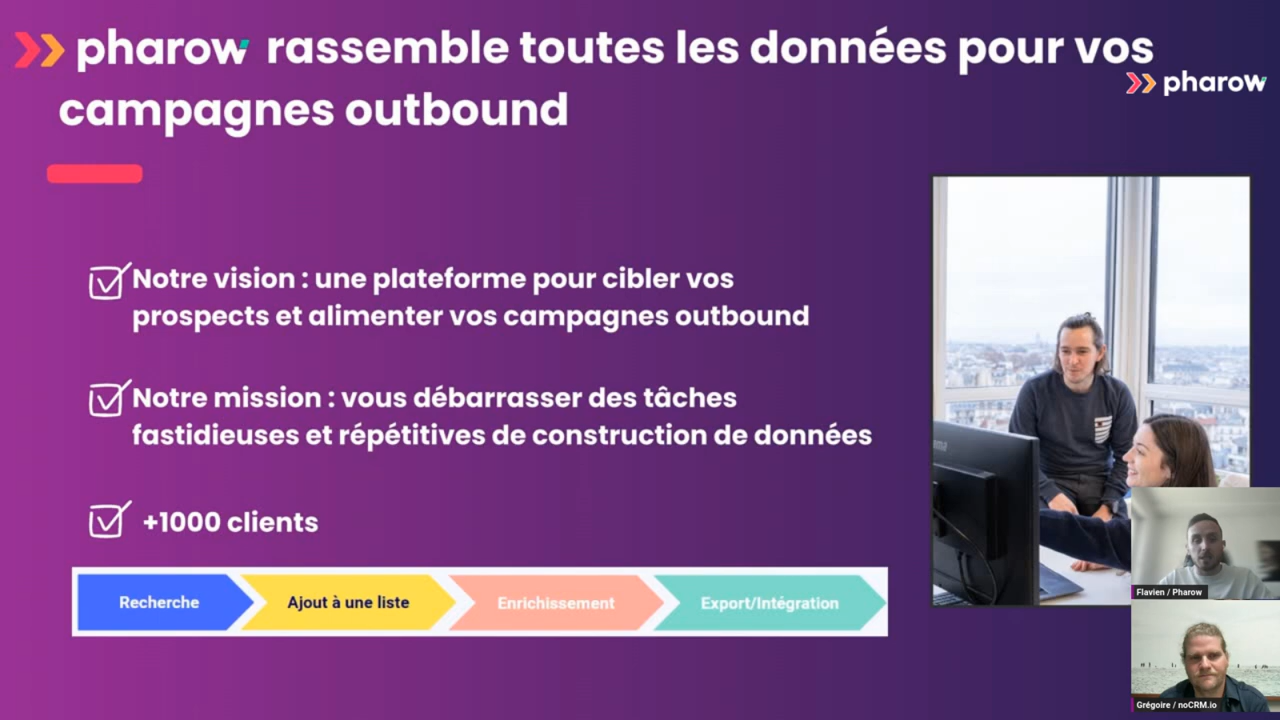 pharow rassemble toutes les données pour vos
campagnes outbound
pharow
Notre vision : une plateforme pour cibler vos
prospects et alimenter vos campagnes outbound
Notre mission : vous débarrasser des tâches
fastidieuses et répétitives de construction de données
+1000 clients
Recherche
Ajout à une liste
Enrichissement
Export/Intégration
Flavien / Pharow
Grégoire / noCRM.io